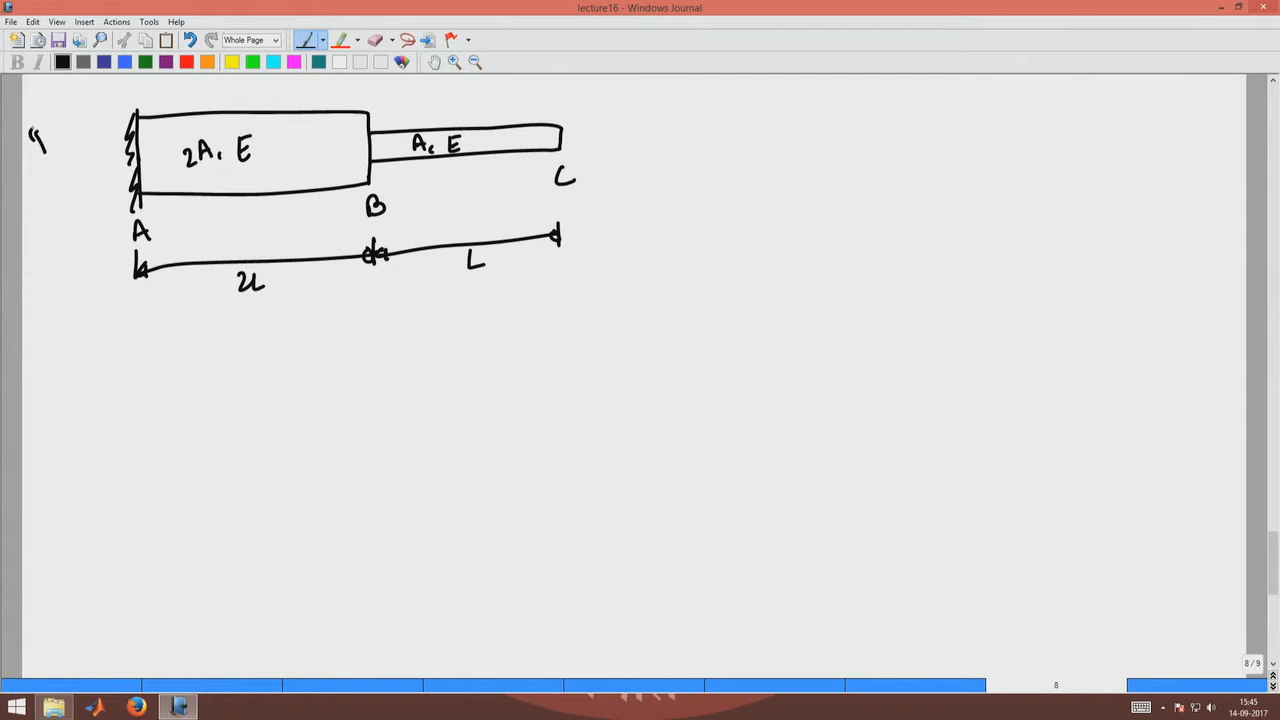 lecture16 - Windows Journal
File Edit View Insert Actions Tools Help
Whole Page
B I
2A, E
A, E
C
B
A
2L
L
8 / 9
8
15:45
14-09-2017